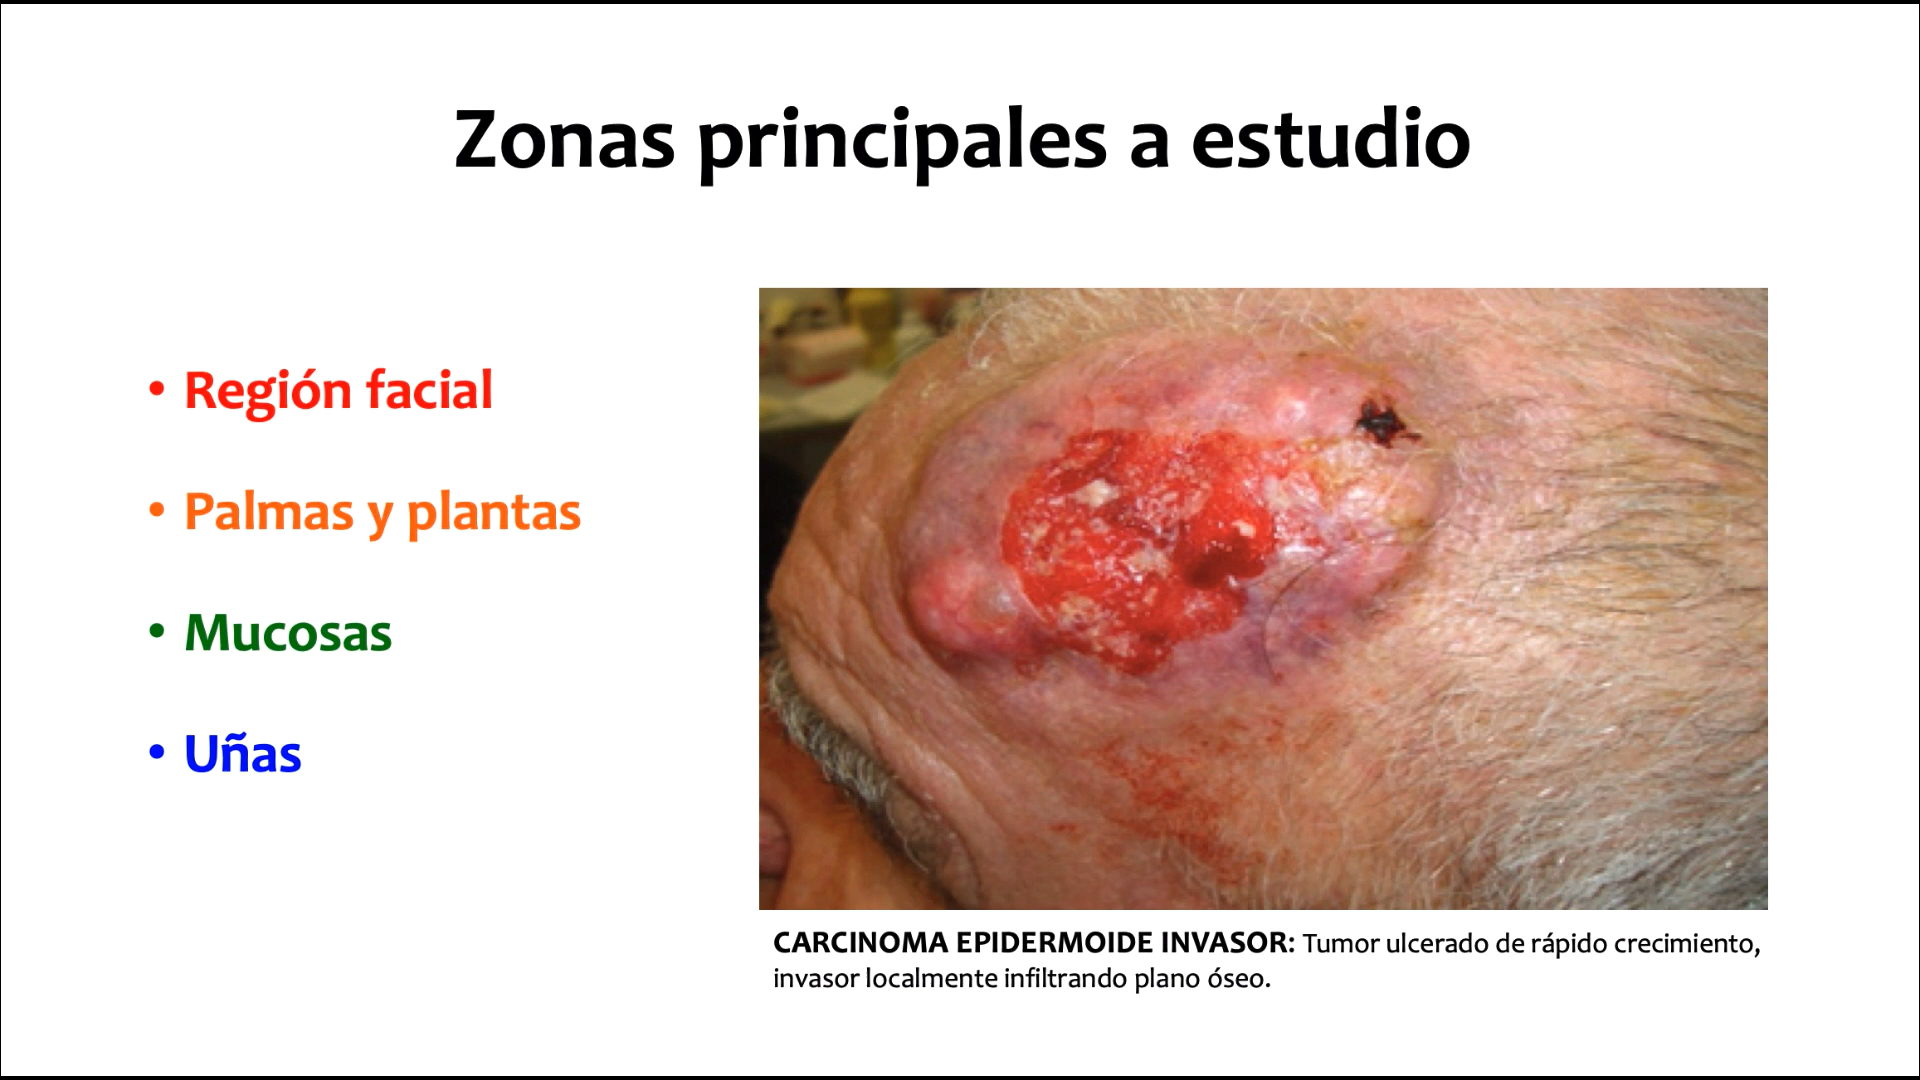 Zonas principales a estudio
• Región facial
• Palmas y plantas
• Mucosas
• Uñas
CARCINOMA EPIDERMOIDE INVASOR: Tumor ulcerado de rápido crecimiento,
invasor localmente infiltrando plano óseo.